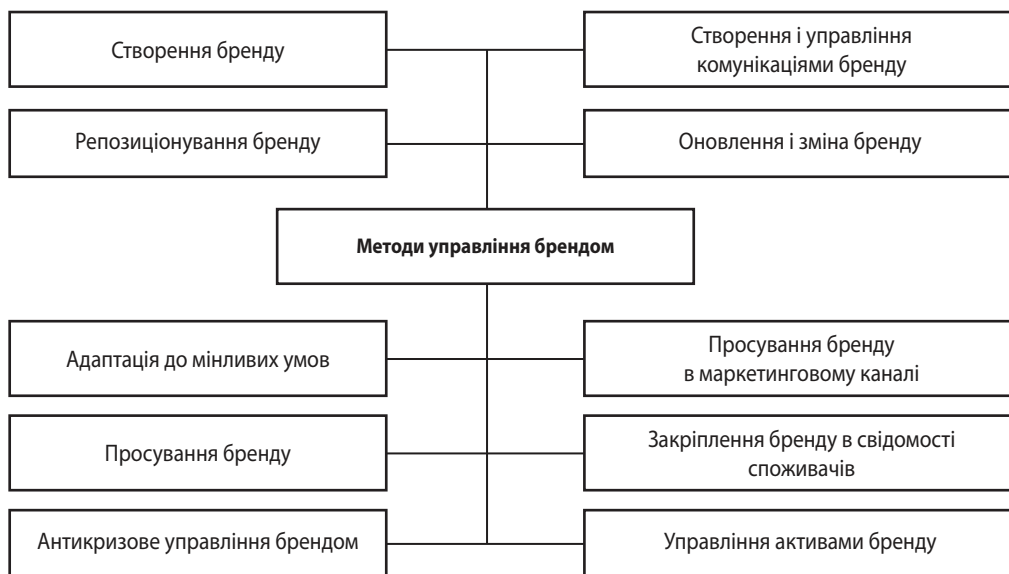 Створення бренду
Створення і управління
комунікаціями бренду
Репозиціонування бренду
Оновлення і зміна бренду
Методи управління брендом
Адаптація до мінливих умов
Просування бренду
в маркетинговому каналі
Просування бренду
Закріплення бренду в свідомості
споживачів
Антикризове управління брендом
Управління активами бренду